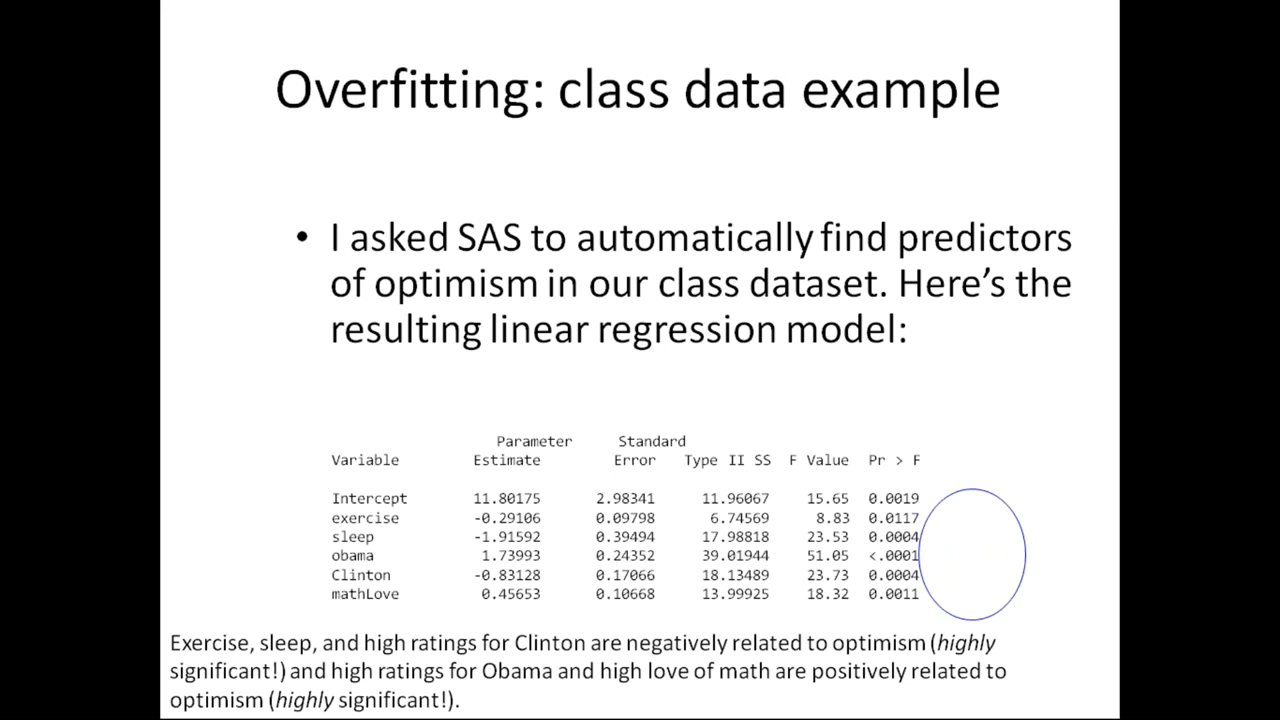 Overfitting: class data example
• I asked SAS to automatically find predictors
of optimism in our class dataset. Here's the
resulting linear regression model:
Parameter Standard
Variable Estimate Error Type II SS F Value Pr > F
Intercept 11.80175 2.98341 11.96067 15.65 0.0019
exercise -0.29106 0.09798 6.74569 8.83 0.0117
sleep -1.91592 0.39494 17.98818 23.53 0.0004
obama 1.73993 0.24352 39.01944 51.05 <.0001
Clinton -0.83128 0.17066 18.13489 23.73 0.0004
mathLove 0.45653 0.10668 13.99925 18.32 0.0011
Exercise, sleep, and high ratings for Clinton are negatively related to optimism (highly
significant!) and high ratings for Obama and high love of math are positively related to
optimism (highly significant!).